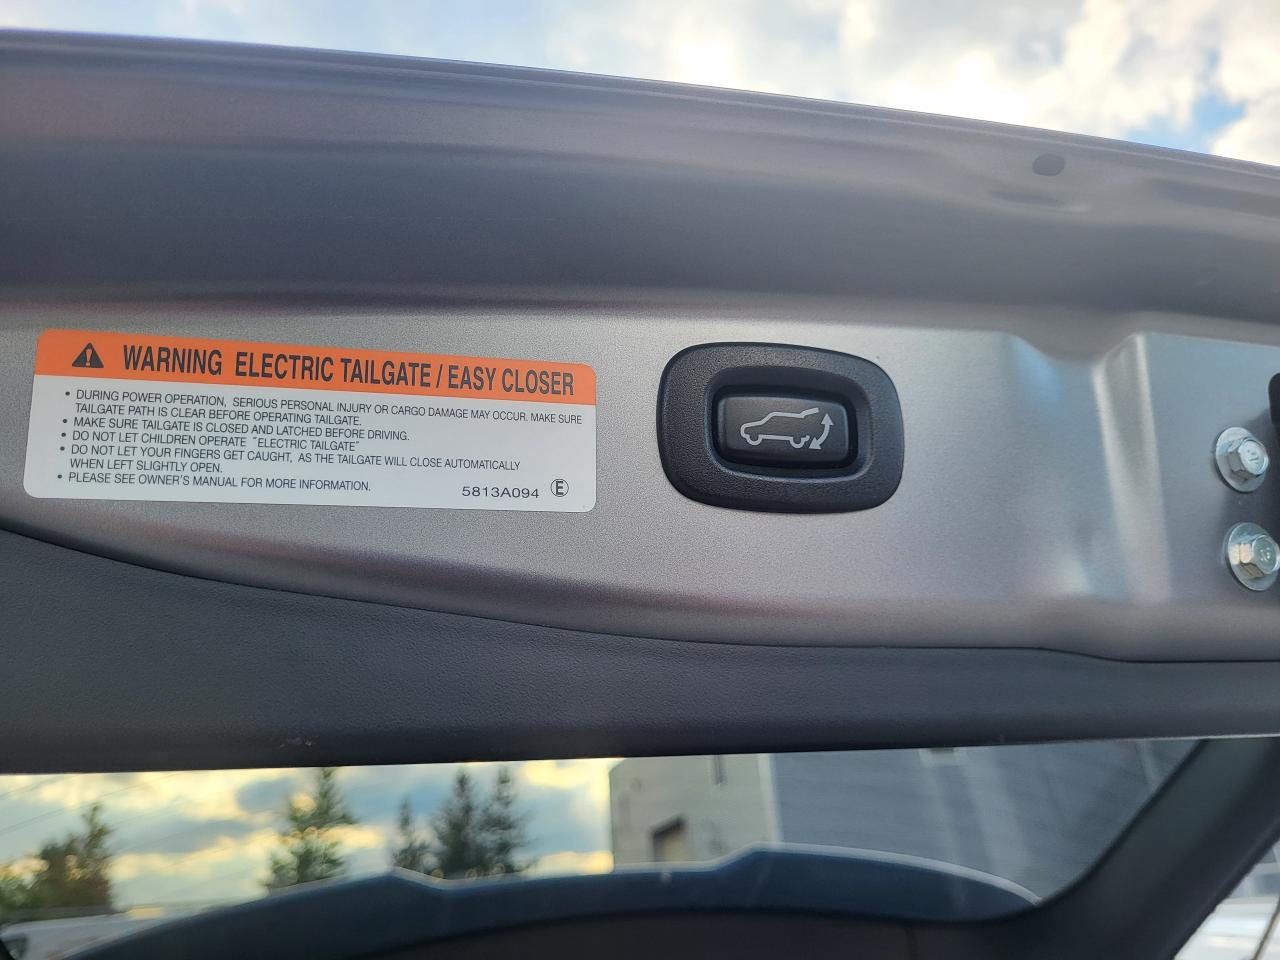 WARNING ELECTRIC TAILGATE / EASY CLOSER
• DURING POWER OPERATION, SERIOUS PERSONAL INJURY OR CARGO DAMAGE MAY OCCUR. MAKE SURE
TAILGATE PATH IS CLEAR BEFORE OPERATING TAILGATE.
• MAKE SURE TAILGATE IS CLOSED AND LATCHED BEFORE DRIVING.
• DO NOT LET CHILDREN OPERATE "ELECTRIC TAILGATE"
• DO NOT LET YOUR FINGERS GET CAUGHT, AS THE TAILGATE WILL CLOSE AUTOMATICALLY
WHEN LEFT SLIGHTLY OPEN.
• PLEASE SEE OWNER'S MANUAL FOR MORE INFORMATION.
5813A094 Ⓔ